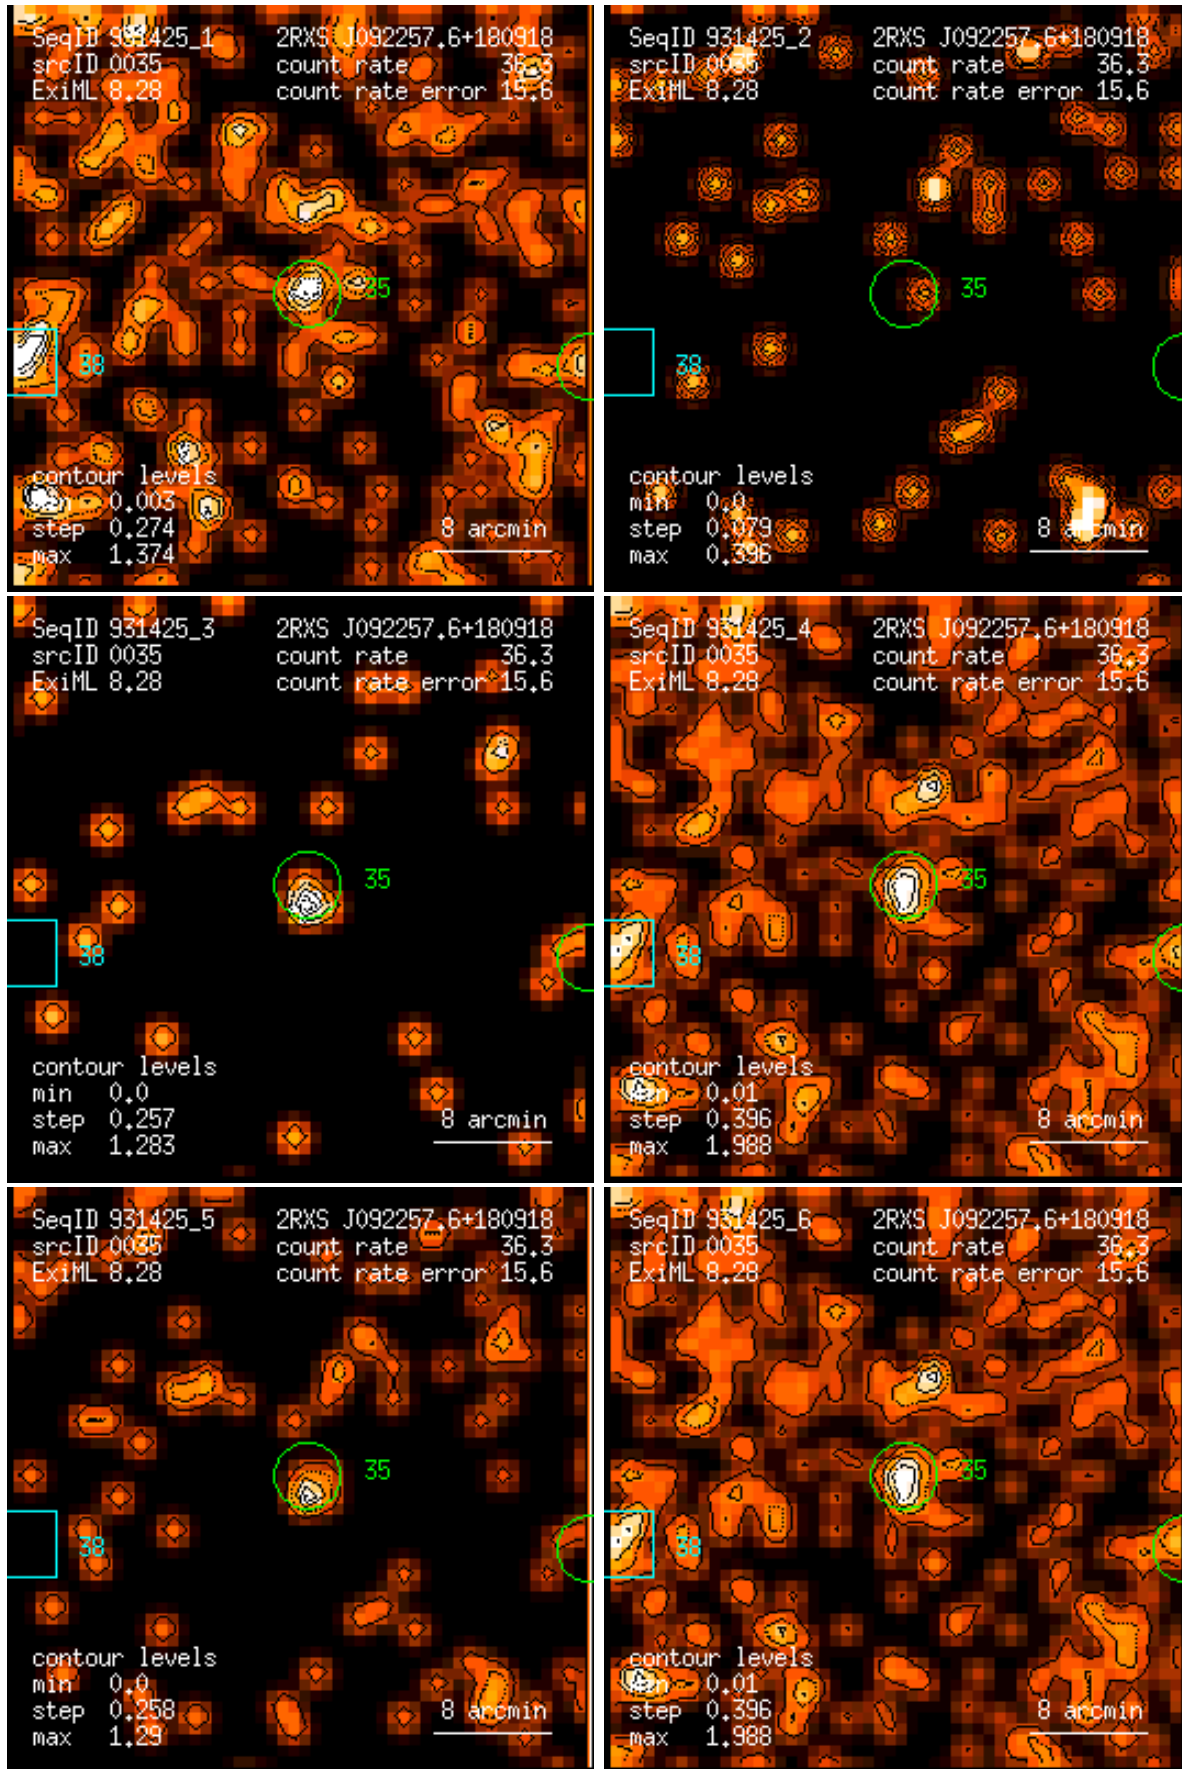 SeqID 931425_1 2RXS J092257.6+180918
srcID 0035 count rate 36.3
ExiML 8.28 count rate error 15.6
35
38
contour levels
min 0.003
step 0.274 8 arcmin
max 1.374
SeqID 931425_2 2RXS J092257.6+180918
srcID 0035 count rate 36.3
ExiML 8.28 count rate error 15.6
35
38
contour levels
min 0.0
step 0.079 8 arcmin
max 0.396
SeqID 931425_3 2RXS J092257.6+180918
srcID 0035 count rate 36.3
ExiML 8.28 count rate error 15.6
35
38
contour levels
min 0.0
step 0.257 8 arcmin
max 1.283
SeqID 931425_4 2RXS J092257.6+180918
srcID 0035 count rate 36.3
ExiML 8.28 count rate error 15.6
35
38
contour levels
min 0.01
step 0.396 8 arcmin
max 1.988
SeqID 931425_5 2RXS J092257.6+180918
srcID 0035 count rate 36.3
ExiML 8.28 count rate error 15.6
35
38
contour levels
min 0.0
step 0.258 8 arcmin
max 1.29
SeqID 931425_6 2RXS J092257.6+180918
srcID 0035 count rate 36.3
ExiML 8.28 count rate error 15.6
35
38
contour levels
min 0.01
step 0.396 8 arcmin
max 1.988